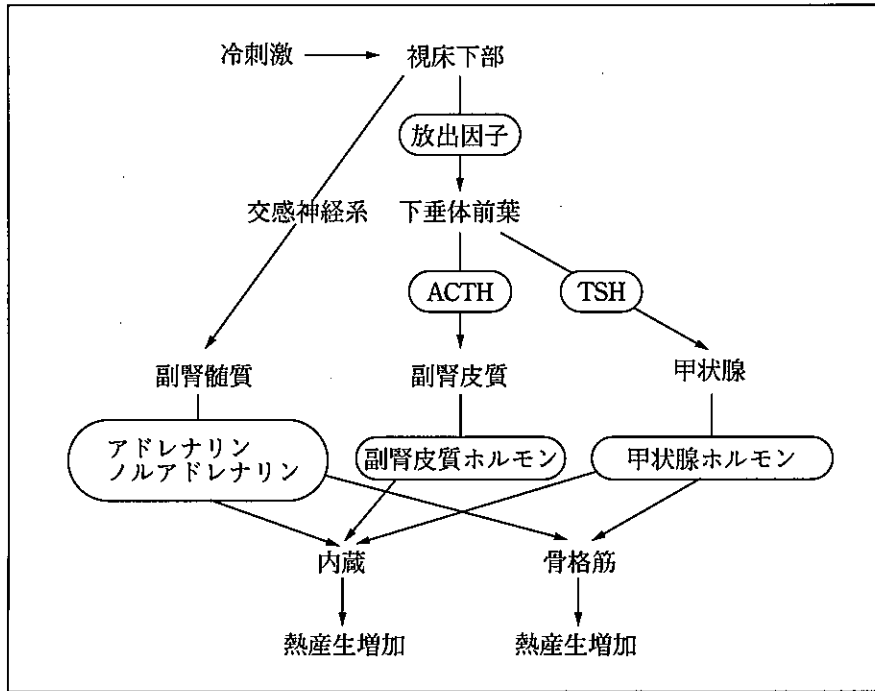 冷刺激
視床下部
放出因子
交感神経系
下垂体前葉
ACTH
TSH
副腎髄質
副腎皮質
甲状腺
アドレナリン
ノルアドレナリン
副腎皮質ホルモン
甲状腺ホルモン
内蔵
骨格筋
熱産生増加
熱産生増加